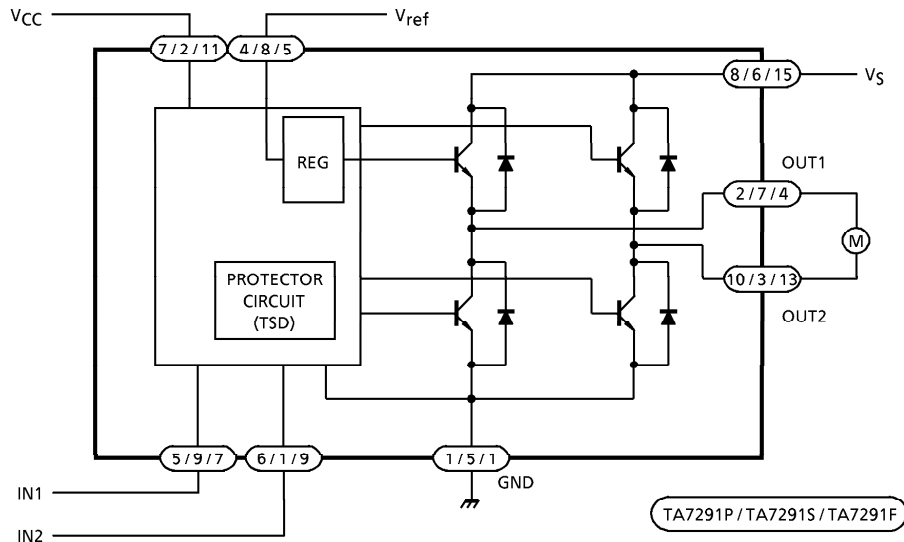 VCC
Vref
7 / 2 / 11
4 / 8 / 5
8 / 6 / 15
VS
REG
OUT1
2 / 7 / 4
M
PROTECTOR
CIRCUIT
(TSD)
10 / 3 / 13
OUT2
5 / 9 / 7
6 / 1 / 9
1 / 5 / 1
GND
IN1
IN2
TA7291P / TA7291S / TA7291F